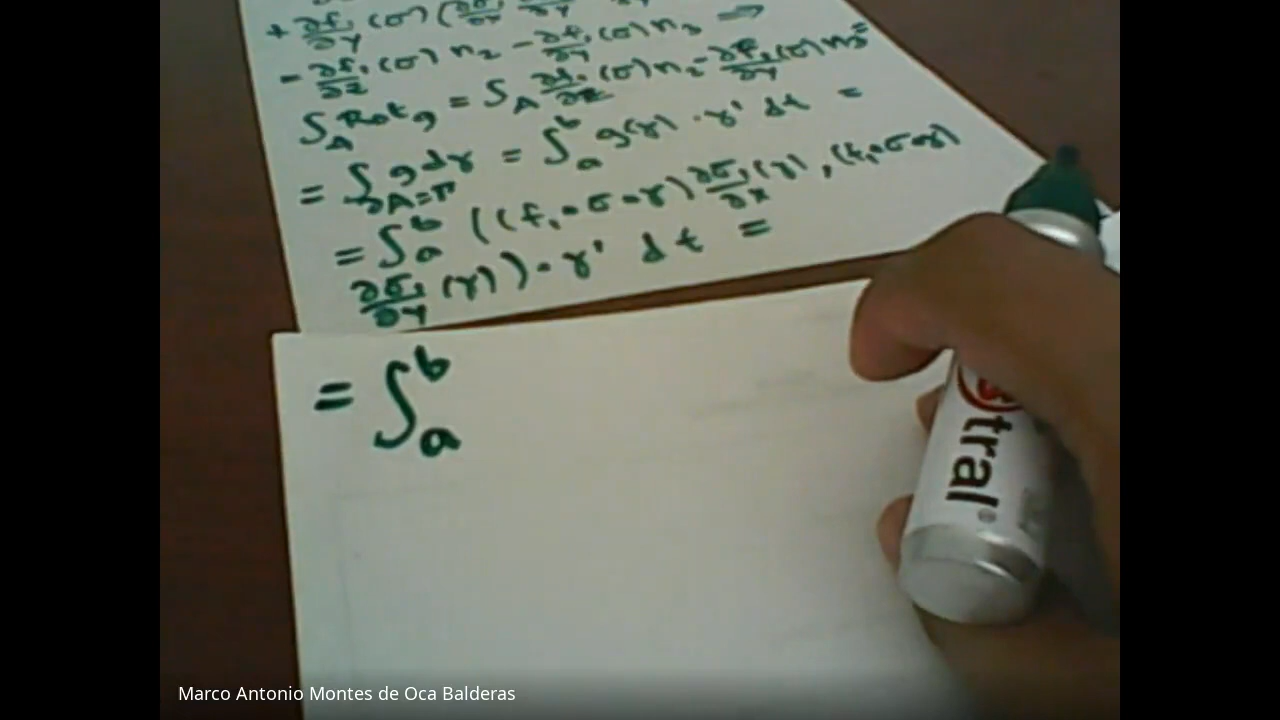 + ∂f₁/∂y (σ) (∂σ
- ∂f₁/∂z (σ) n₂ - ∂f₁/∂y (σ) n₃ ⇒
∫_A Rot g = ∫_A ∂f₁/∂z (σ) n₂ - ∂f₁/∂y (σ) n₃ =
= ∫_{∂A=Γ} g dγ = ∫_a^b g(γ) · γ' dt =
= ∫_a^b ((f₁∘σ∘γ) ∂σ₁/∂x (γ), (f₁∘σ∘γ)
∂σ₁/∂y (γ)) · γ' dt =
= ∫_a^b
tral®
Marco Antonio Montes de Oca Balderas